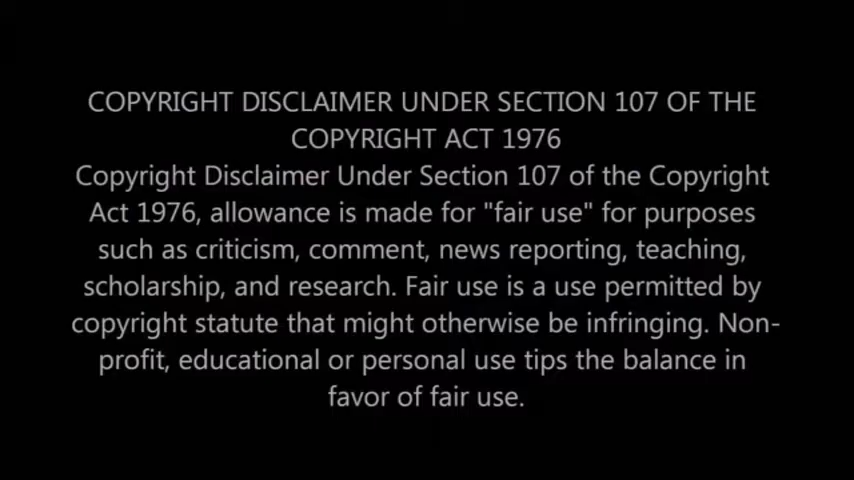 COPYRIGHT DISCLAIMER UNDER SECTION 107 OF THE
COPYRIGHT ACT 1976
Copyright Disclaimer Under Section 107 of the Copyright
Act 1976, allowance is made for "fair use" for purposes
such as criticism, comment, news reporting, teaching,
scholarship, and research. Fair use is a use permitted by
copyright statute that might otherwise be infringing. Non-
profit, educational or personal use tips the balance in
favor of fair use.